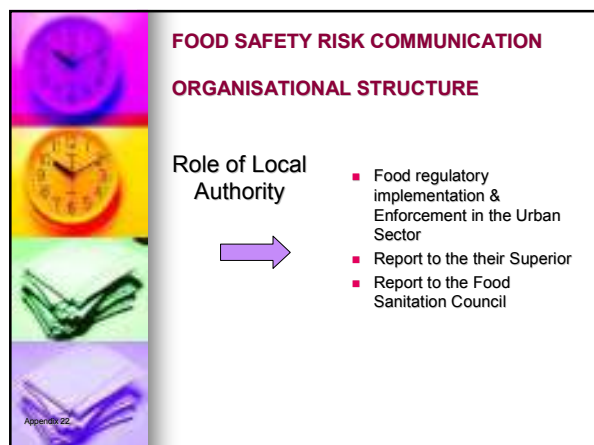 FOOD SAFETY RISK COMMUNICATION
ORGANISATIONAL STRUCTURE
Role of Local
Authority
■ Food regulatory
implementation &
Enforcement in the Urban
Sector
■ Report to the their Superior
■ Report to the Food
Sanitation Council
Appendix 22